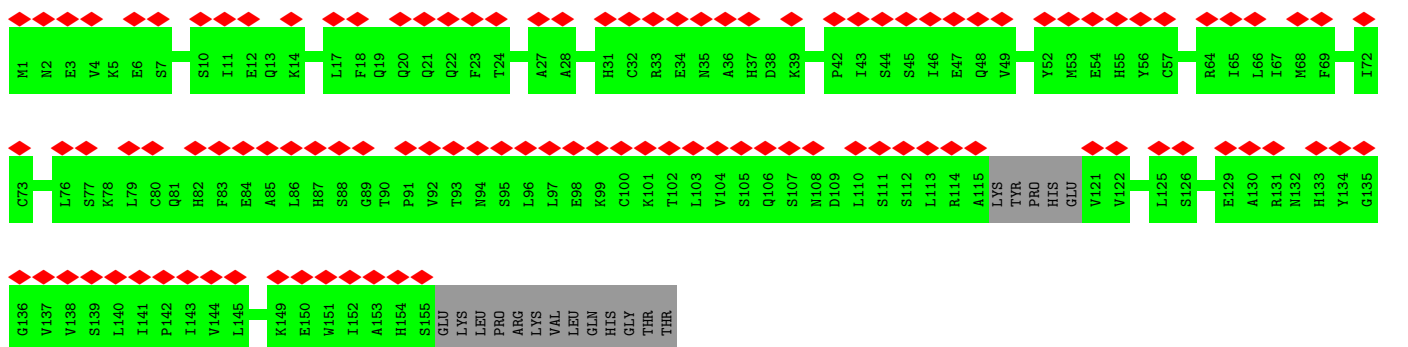 M1 N2 E3 V4 K5 E6 S7 S10 I11 E12 Q13 K14 L17 F18 Q19 Q20 Q21 Q22 F23 T24 A27 A28 H31 C32 R33 E34 N35 A36 H37 D38 K39 P42 I43 S44 S45 I46 E47 Q48 V49 Y52 M53 E54 H55 Y56 C57 R64 I65 L66 I67 M68 F69 I72
C73 L76 S77 K78 L79 C80 Q81 H82 F83 E84 A85 L86 H87 S88 G89 T90 P91 V92 T93 N94 S95 L96 L97 E98 K99 C100 K101 T102 L103 V104 S105 Q106 S107 N108 D109 L110 S111 S112 L113 R114 A115 LYS TYR PRO HIS GLU V121 V122 L125 S126 E129 A130 R131 N132 H133 Y134 G135
G136 V137 V138 S139 L140 I141 P142 I143 V144 L145 K149 E150 W151 I152 A153 H154 S155 GLU LYS LEU PRO ARG LYS VAL LEU GLN HIS GLY THR THR